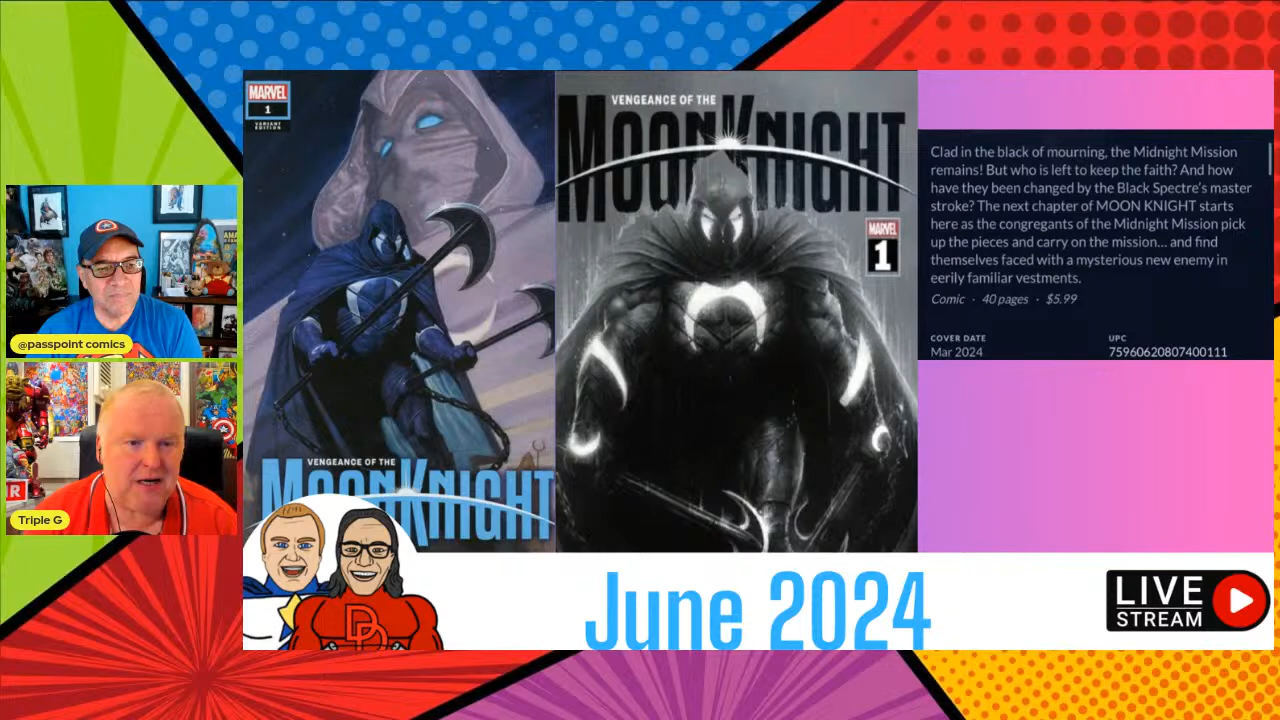 MARVEL
1
VARIANT
EDITION
VENGEANCE OF THE
MOONKNIGHT
VENGEANCE OF THE
MOONKNIGHT
MARVEL
1
Clad in the black of mourning, the Midnight Mission
remains! But who is left to keep the faith? And how
have they been changed by the Black Spectre's master
stroke? The next chapter of MOON KNIGHT starts
here as the congregants of the Midnight Mission pick
up the pieces and carry on the mission... and find
themselves faced with a mysterious new enemy in
eerily familiar vestments.
Comic · 40 pages · $5.99
COVER DATE
Mar 2024
UPC
75960620807400111
@passpoint comics
Triple G
R
DD
June 2024
LIVE
STREAM